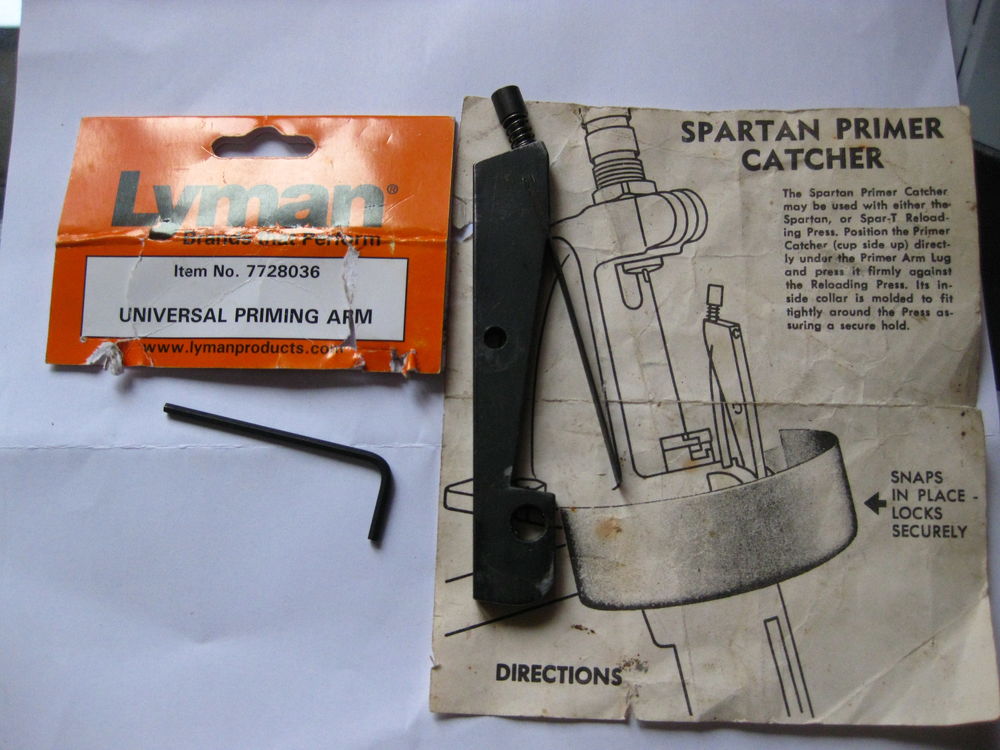 Lyman®
Brands that Perform
Item No. 7728036
UNIVERSAL PRIMING ARM
www.lymanproducts.com
SPARTAN PRIMER
CATCHER
The Spartan Primer Catcher
may be used with either the
Spartan, or Spar-T Reload-
ing Press. Position the Primer
Catcher (cup side up) direct-
ly under the Primer Arm Lug
and press it firmly against
the Reloading Press. Its in-
side collar is molded to fit
tightly around the Press as-
suring a secure hold.
SNAPS
IN PLACE -
LOCKS
SECURELY
DIRECTIONS